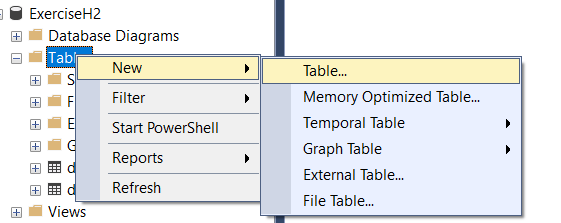 ExerciseH2
Database Diagrams
Tabl
New
Table...
S
Memory Optimized Table...
F
Filter
Temporal Table
E
Start PowerShell
Graph Table
G
Reports
External Table...
d
Refresh
File Table...
d
Views